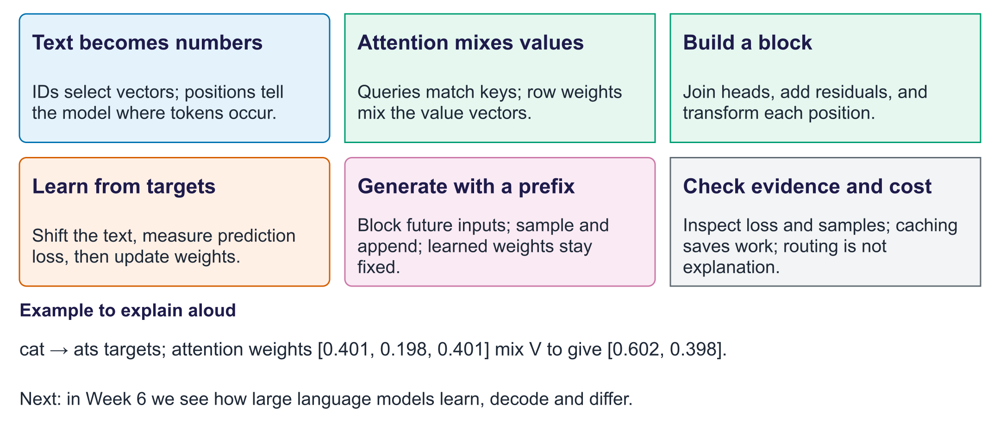 Text becomes numbers
IDs select vectors; positions tell
the model where tokens occur.
Attention mixes values
Queries match keys; row weights
mix the value vectors.
Build a block
Join heads, add residuals, and
transform each position.
Learn from targets
Shift the text, measure prediction
loss, then update weights.
Generate with a prefix
Block future inputs; sample and
append; learned weights stay
fixed.
Check evidence and cost
Inspect loss and samples; caching
saves work; routing is not
explanation.
Example to explain aloud
cat → ats targets; attention weights [0.401, 0.198, 0.401] mix V to give [0.602, 0.398].
Next: in Week 6 we see how large language models learn, decode and differ.